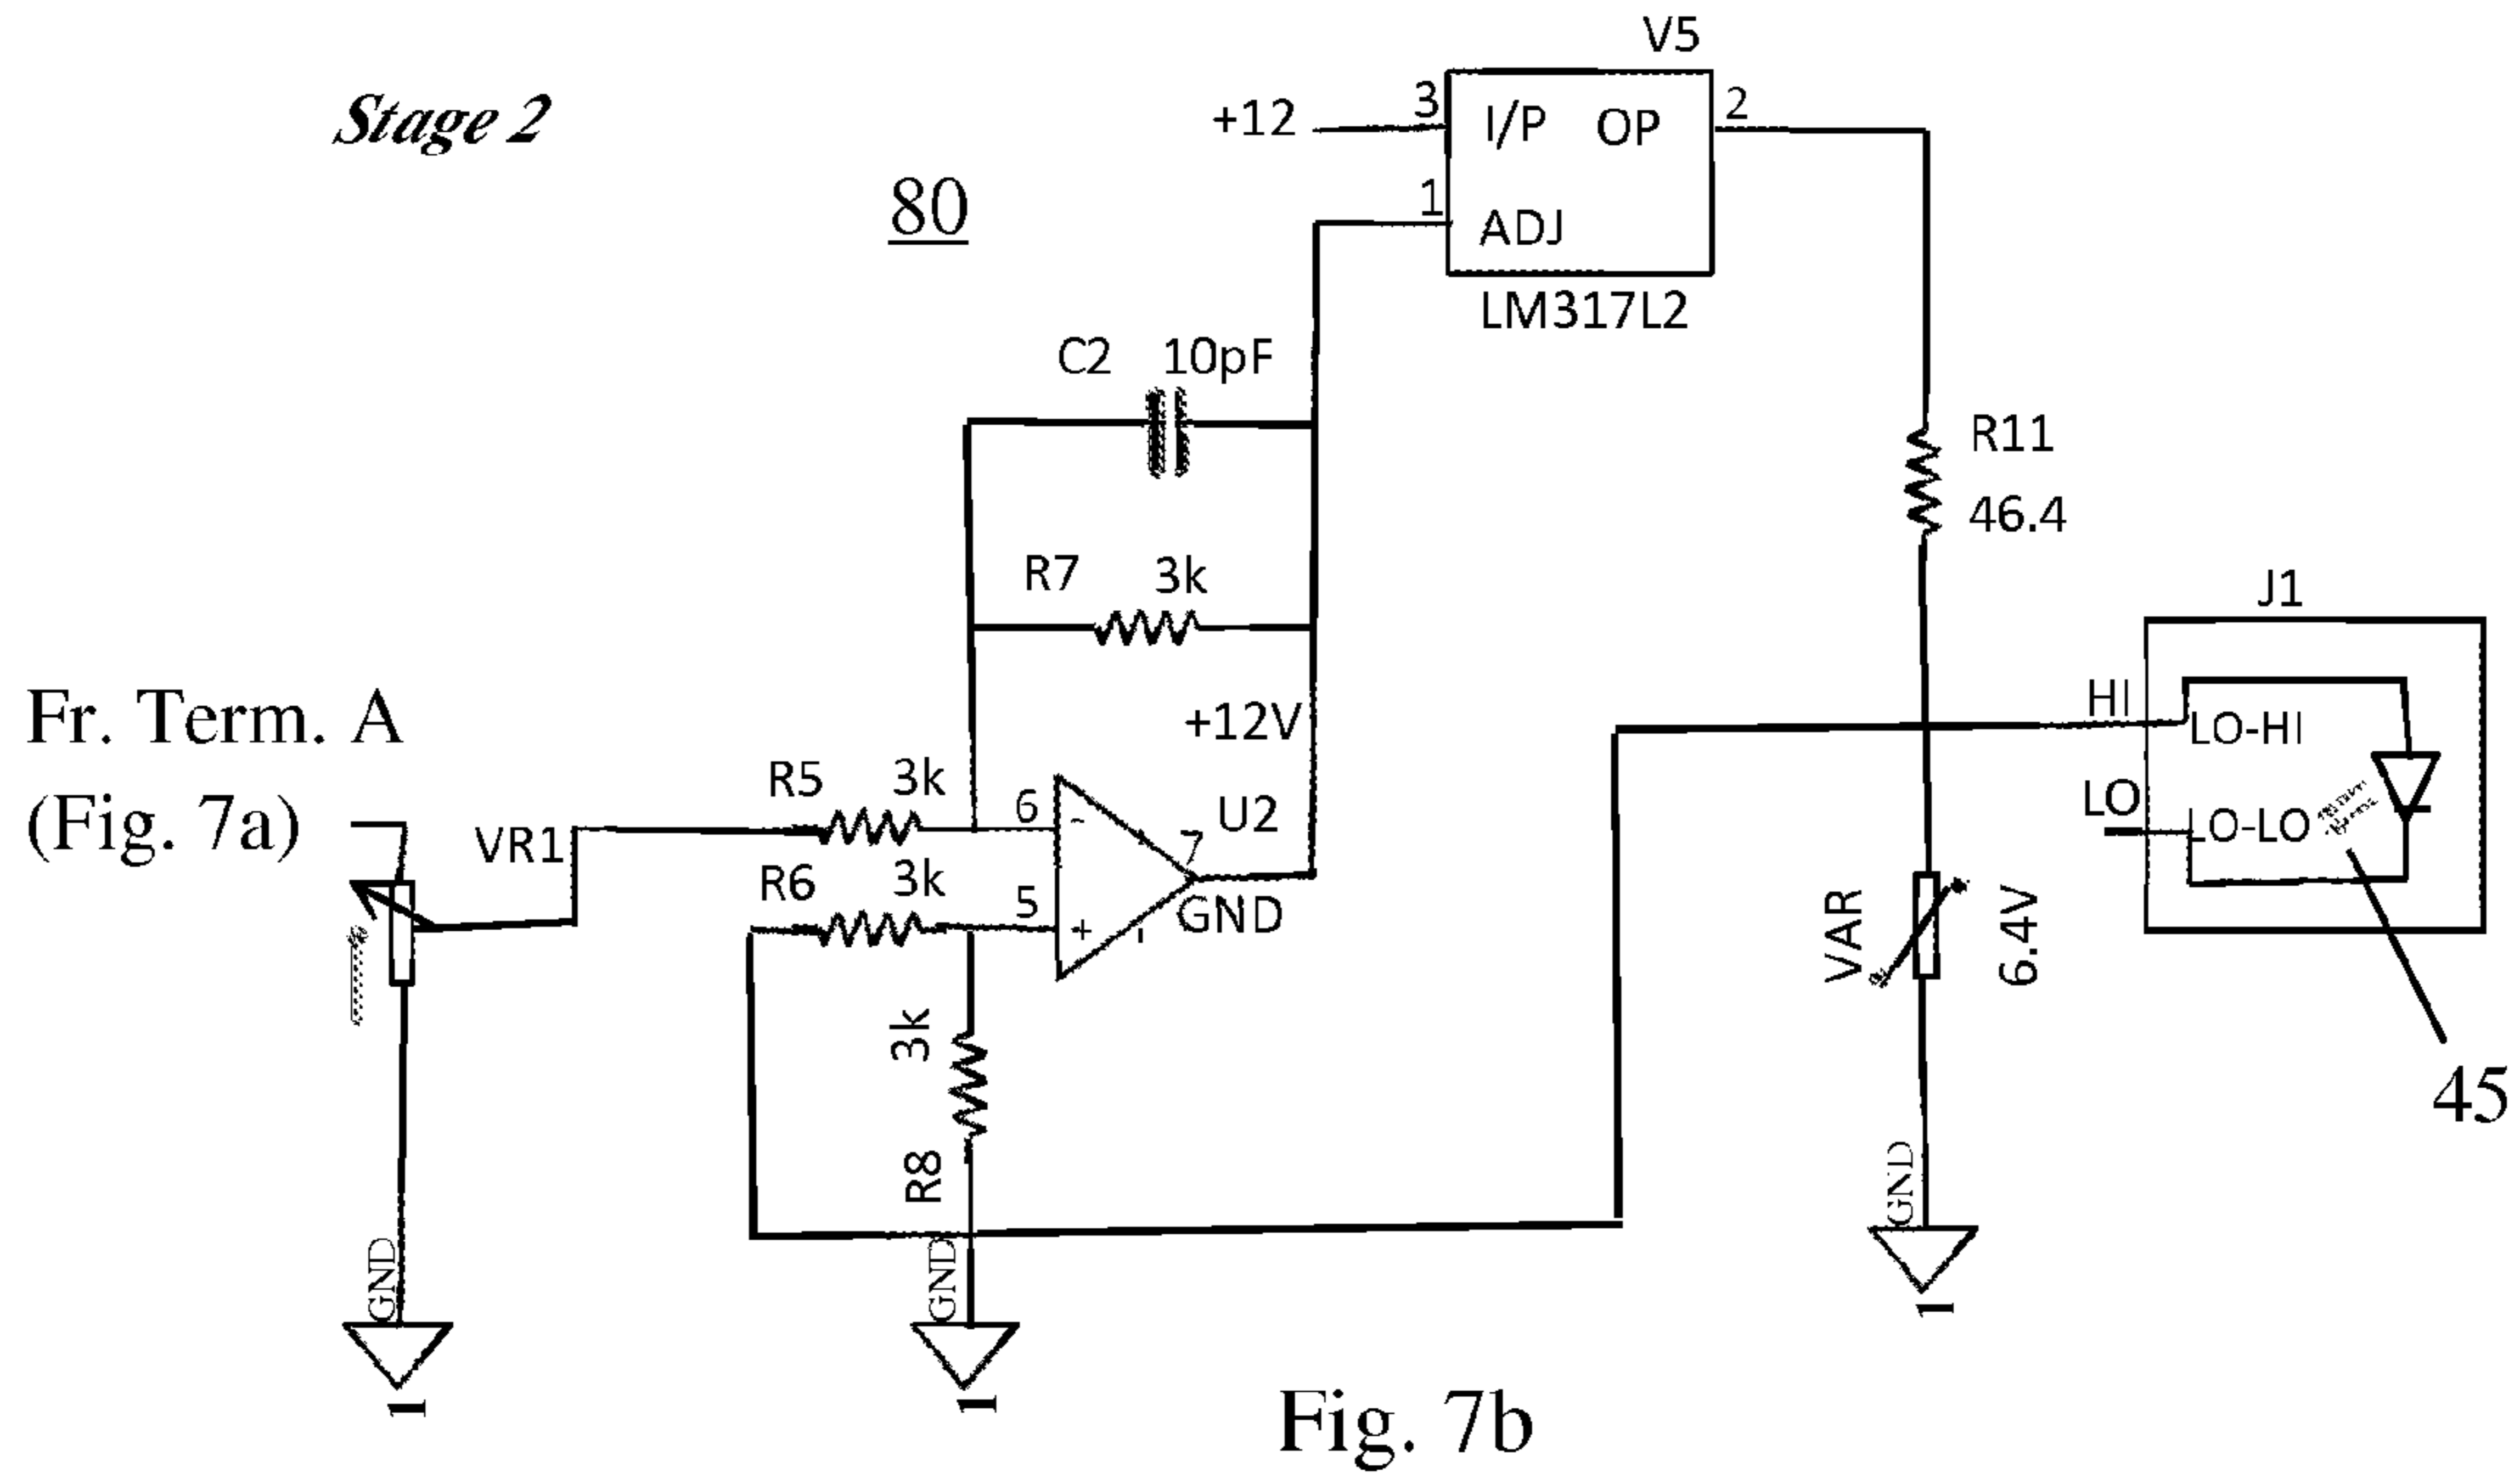 Stage 2
80
V5
+12
3
I/P OP
2
1
ADJ
LM317L2
C2 10pF
R7 3k
+12V
R11
46.4
J1
HI
LO-HI
LO
LO-LO
45
Fr. Term. A
(Fig. 7a)
VR1
R5 3k
R6 3k
6
-
5
+
7
U2
GND
3k
R8
VAR
6.4V
GND
1
GND
1
GND
1
Fig. 7b